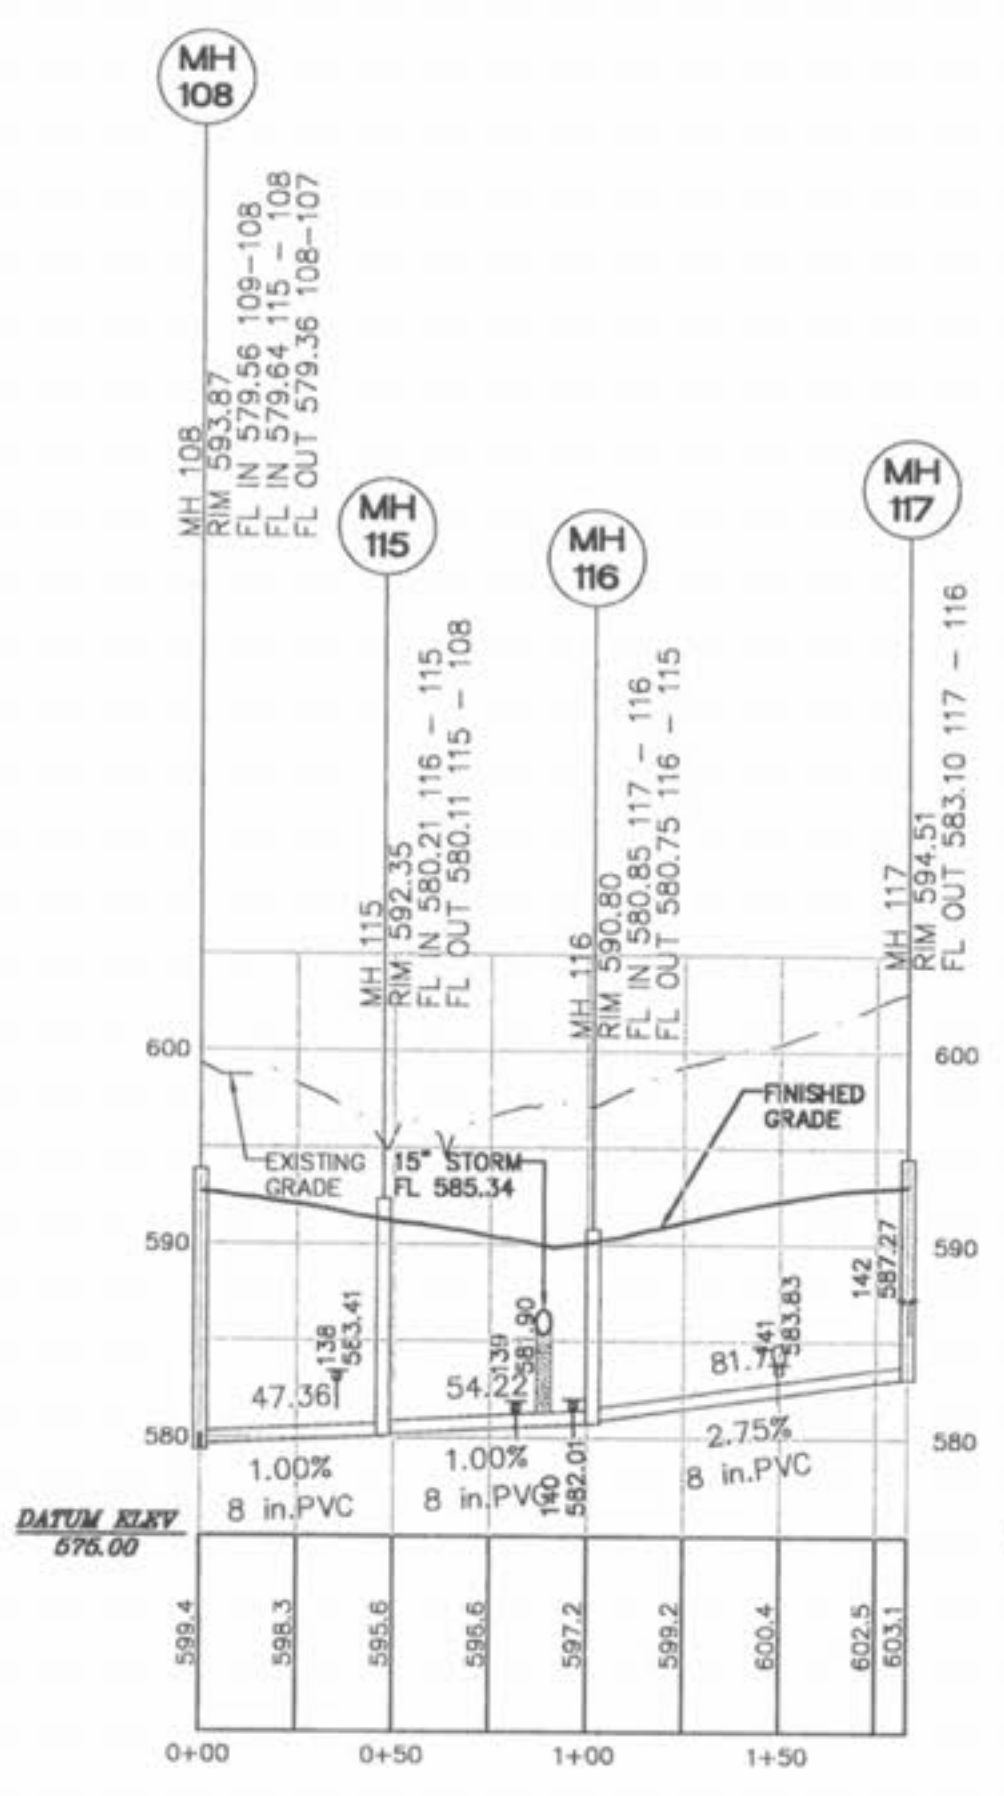 MH
108
MH 108
RIM 593.87
FL IN 579.56 109-108
FL IN 579.64 115 - 108
FL OUT 579.36 108-107
MH
115
MH 115
RIM 592.35
FL IN 580.21 116 - 115
FL OUT 580.11 115 - 108
MH
116
MH 116
RIM 590.80
FL IN 580.85 117 - 116
FL OUT 580.75 116 - 115
MH
117
MH 117
RIM 594.51
FL OUT 583.10 117 - 116
600
600
FINISHED
GRADE
EXISTING
GRADE
15" STORM
FL 585.34
590
590
138
583.41
139
581.90
141
583.83
142
587.27
47.36
54.22
81.7
580
580
1.00%
8 in.PVC
1.00%
8 in.PVC
140
582.01
2.75%
8 in.PVC
DATUM ELEV
575.00
599.4
598.3
595.6
597.2
599.2
600.4
602.5
603.1
0+00
0+50
1+00
1+50